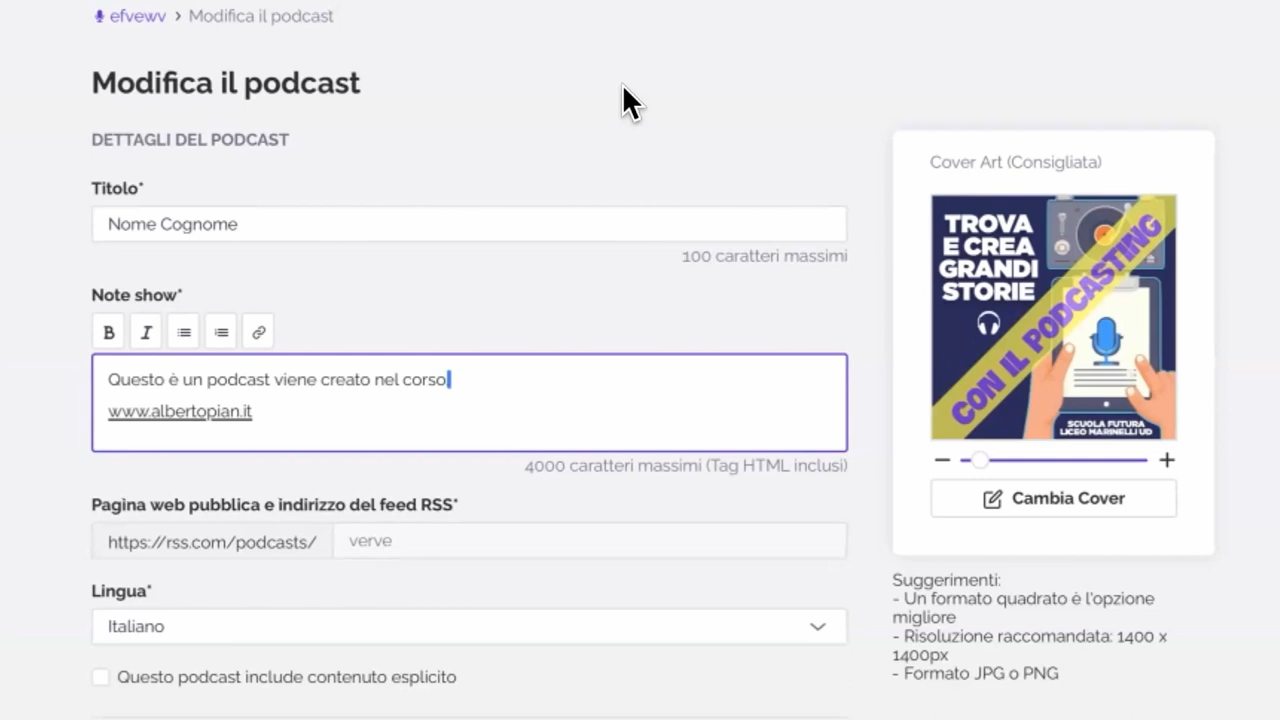 efvewv > Modifica il podcast
Modifica il podcast
DETTAGLI DEL PODCAST
Titolo*
Nome Cognome
100 caratteri massimi
Note show*
B I
Questo è un podcast viene creato nel corso
www.albertopian.it
4000 caratteri massimi (Tag HTML inclusi)
Pagina web pubblica e indirizzo del feed RSS*
https://rss.com/podcasts/ verve
Lingua*
Italiano
Questo podcast include contenuto esplicito
Cover Art (Consigliata)
TROVA
E CREA
GRANDI
STORIE
CON IL PODCASTING
SCUOLA FUTURA
LICEO MARINELLI UD
Cambia Cover
Suggerimenti:
- Un formato quadrato è l'opzione
migliore
- Risoluzione raccomandata: 1400 x
1400px
- Formato JPG o PNG